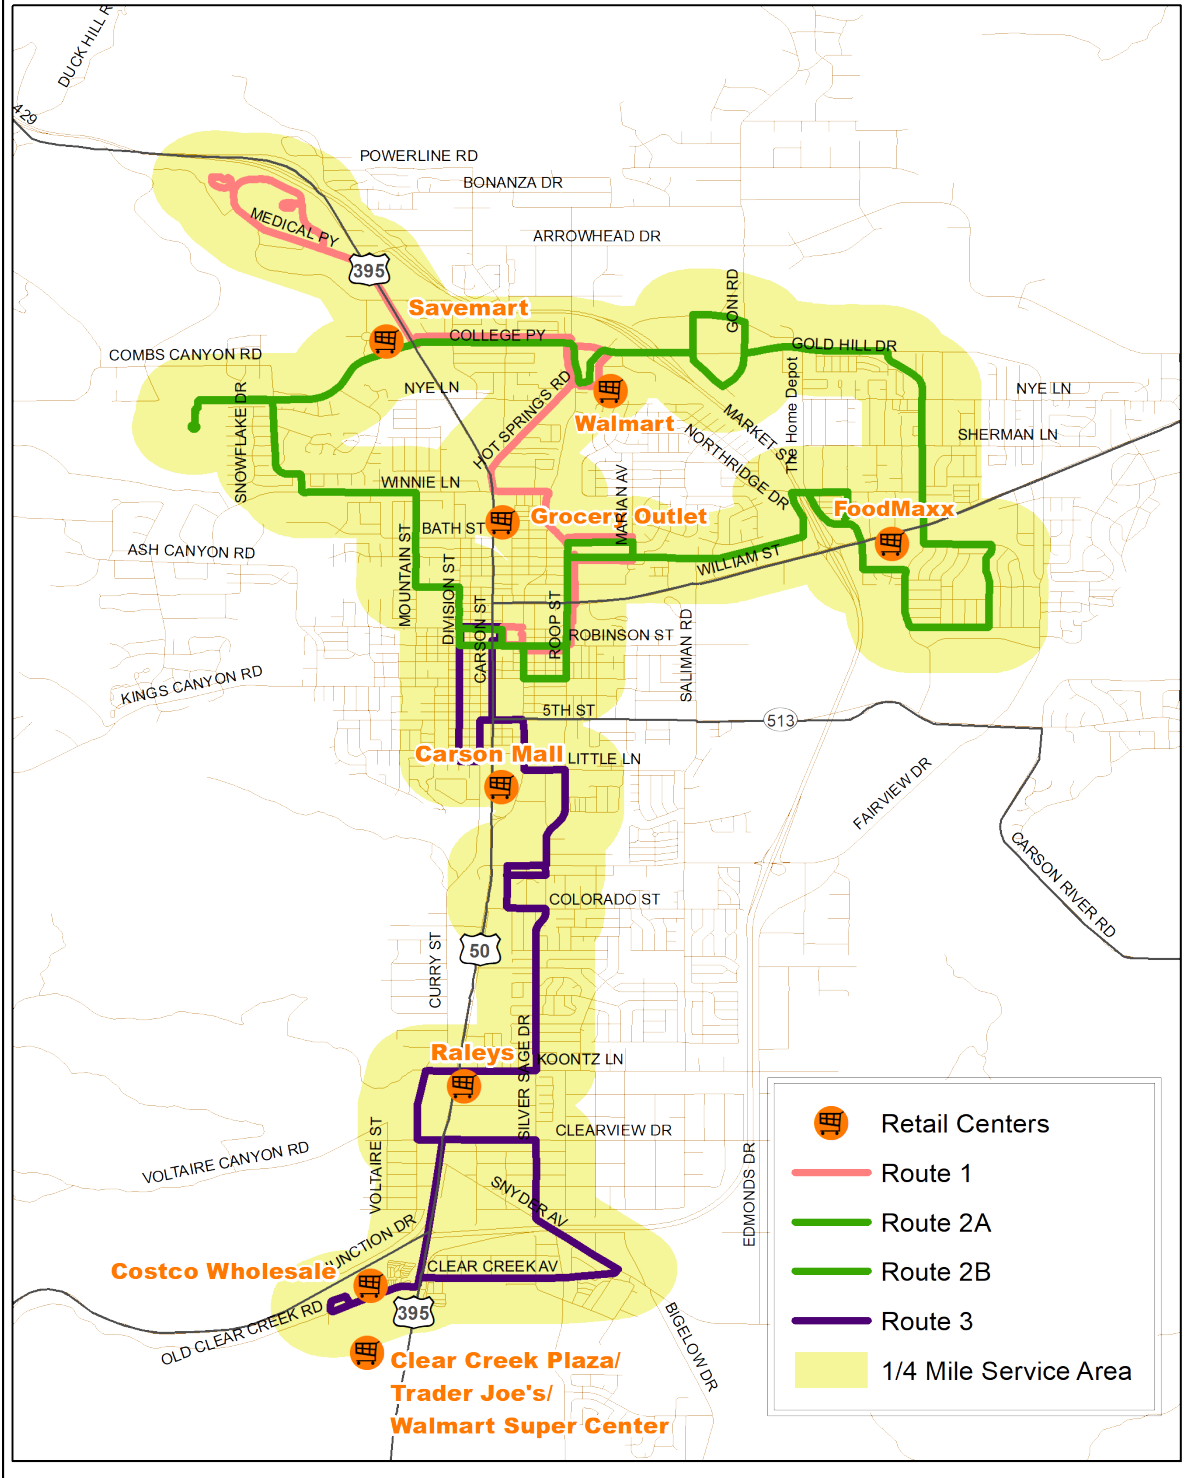 DUCK HILL R
429
POWERLINE RD
BONANZA DR
MEDICAL PY
ARROWHEAD DR
395
GONI RD
Savemart
COLLEGE PY
GOLD HILL DR
COMBS CANYON RD
The Home Depot
NYE LN
NYE LN
SNOWFLAKE DR
HOT SPRINGS RD
Walmart
MARKET ST
NORTHRIDGE DR
SHERMAN LN
WINNIE LN
MARIAN AV
BATH ST
Grocery Outlet
FoodMaxx
ASH CANYON RD
MOUNTAIN ST
DIVISION ST
WILLIAM ST
CARSON ST
ROOP ST
ROBINSON ST
SALIMAN RD
KINGS CANYON RD
5TH ST
513
Carson Mall
LITTLE LN
FAIRVIEW DR
CARSON RIVER RD
COLORADO ST
CURRY ST
50
SILVER SAGE DR
Raleys
KOONTZ LN
CLEARVIEW DR
VOLTAIRE ST
VOLTAIRE CANYON RD
EDMONDS DR
SNYDER AV
JUNCTION DR
Costco Wholesale
CLEAR CREEK AV
OLD CLEAR CREEK RD
395
BIGELOW DR
Clear Creek Plaza/
Trader Joe's/
Walmart Super Center
Retail Centers
Route 1
Route 2A
Route 2B
Route 3
1/4 Mile Service Area